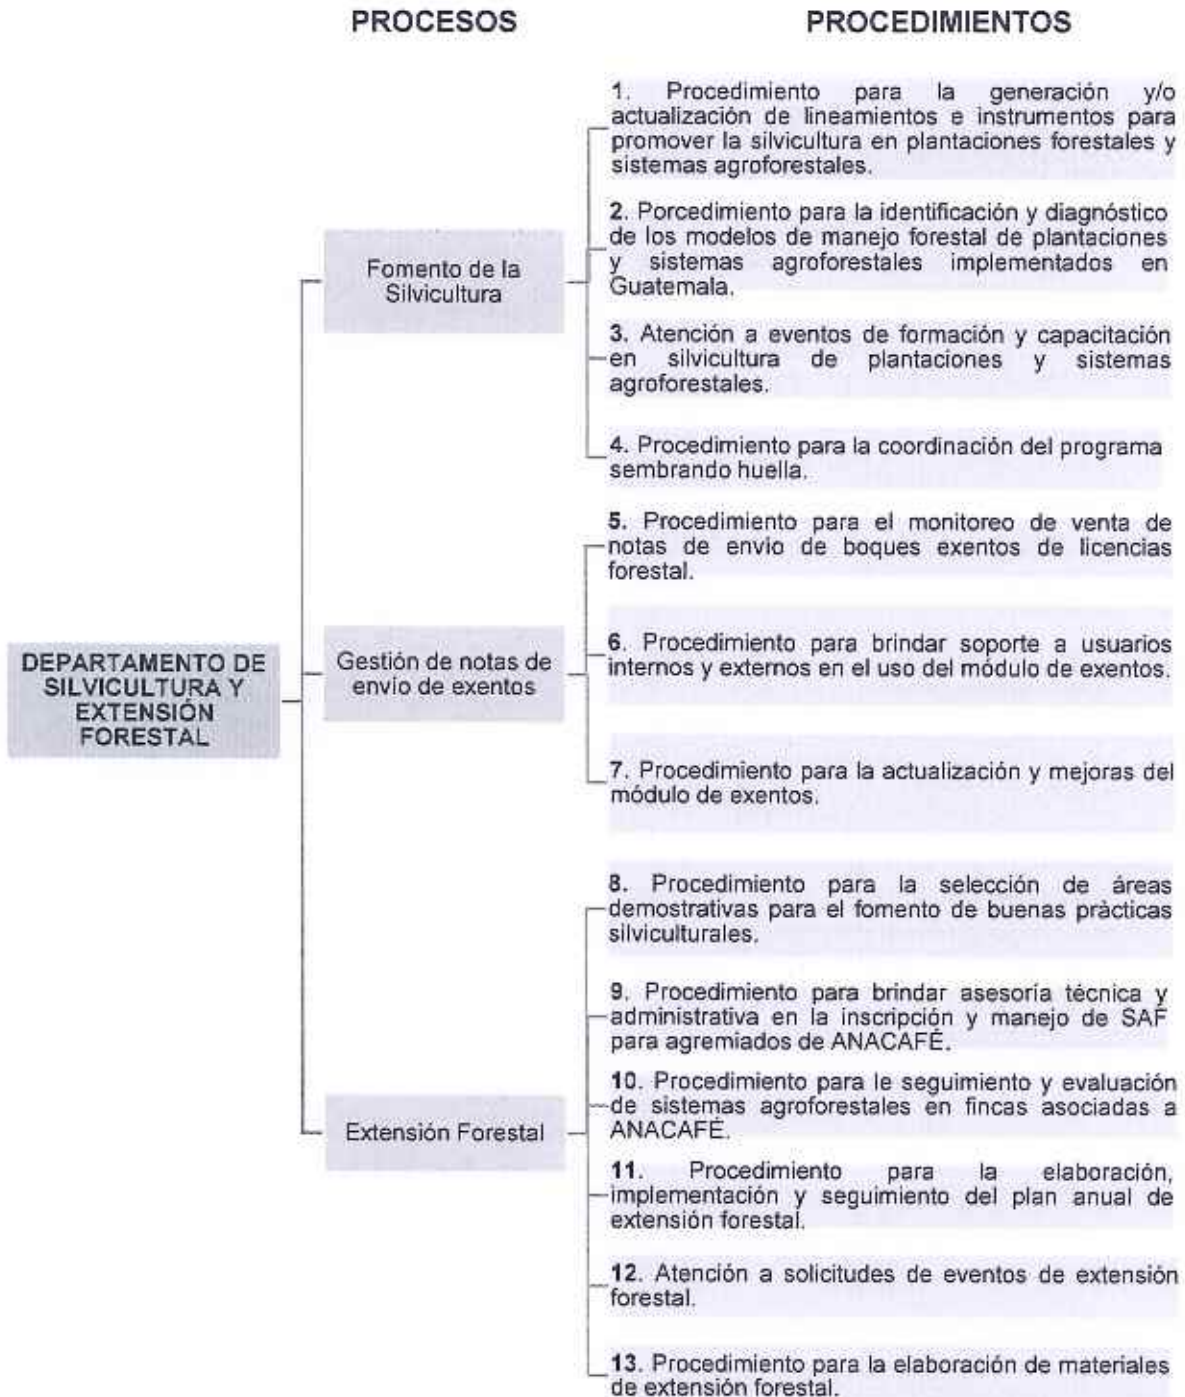 PROCESOS
PROCEDIMIENTOS
DEPARTAMENTO DE
SILVICULTURA Y
EXTENSIÓN
FORESTAL
Fomento de la
Silvicultura
1. Procedimiento para la generación y/o
actualización de lineamientos e instrumentos para
promover la silvicultura en plantaciones forestales y
sistemas agroforestales.
2. Porcedimiento para la identificación y diagnóstico
de los modelos de manejo forestal de plantaciones
y sistemas agroforestales implementados en
Guatemala.
3. Atención a eventos de formación y capacitación
en silvicultura de plantaciones y sistemas
agroforestales.
4. Procedimiento para la coordinación del programa
sembrando huella.
Gestión de notas de
envío de exentos
5. Procedimiento para el monitoreo de venta de
notas de envío de boques exentos de licencias
forestal.
6. Procedimiento para brindar soporte a usuarios
internos y externos en el uso del módulo de exentos.
7. Procedimiento para la actualización y mejoras del
módulo de exentos.
Extensión Forestal
8. Procedimiento para la selección de áreas
demostrativas para el fomento de buenas prácticas
silviculturales.
9. Procedimiento para brindar asesoría técnica y
administrativa en la inscripción y manejo de SAF
para agremiados de ANACAFÉ.
10. Procedimiento para le seguimiento y evaluación
de sistemas agroforestales en fincas asociadas a
ANACAFÉ.
11. Procedimiento para la elaboración,
implementación y seguimiento del plan anual de
extensión forestal.
12. Atención a solicitudes de eventos de extensión
forestal.
13. Procedimiento para la elaboración de materiales
de extensión forestal.